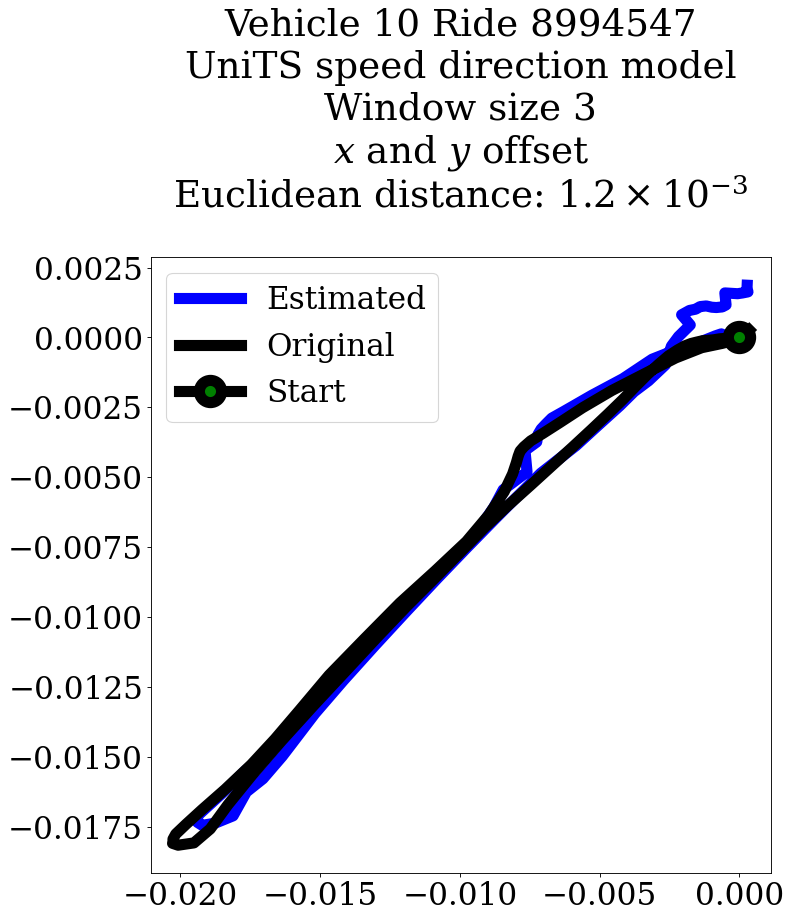 Vehicle 10 Ride 8994547
UniTS speed direction model
Window size 3
x and y offset
Euclidean distance: 1.2 × 10⁻³
0.0025
0.0000
−0.0025
−0.0050
−0.0075
−0.0100
−0.0125
−0.0150
−0.0175
Estimated
Original
Start
−0.020 −0.015 −0.010 −0.005 0.000